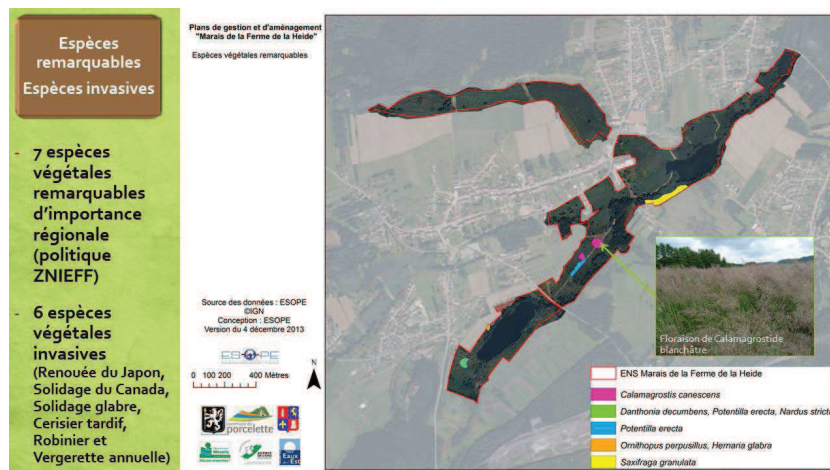 Espèces
remarquables
Espèces invasives
- 7 espèces
végétales
remarquables
d'importance
régionale
(politique
ZNIEFF)
- 6 espèces
végétales
invasives
(Renouée du Japon,
Solidage du Canada,
Solidage glabre,
Cerisier tardif,
Robinier et
Vergerette annuelle)
Plans de gestion et d'aménagement
"Marais de la Ferme de la Heide"
Espèces végétales remarquables
Source des données : ESOPE
©IGN
Conception : ESOPE
Version du 4 décembre 2013
ESOPE
N
0 100 200 400 Mètres
porcelette
Moselle
Eaux
Est
Floraison de Calamagrostide
blanchâtre
ENS Marais de la Ferme de la Heide
Calamagrostis canescens
Danthonia decumbens, Potentilla erecta, Nardus stricta
Potentilla erecta
Ornithopus perpusillus, Herniaria glabra
Saxifraga granulata